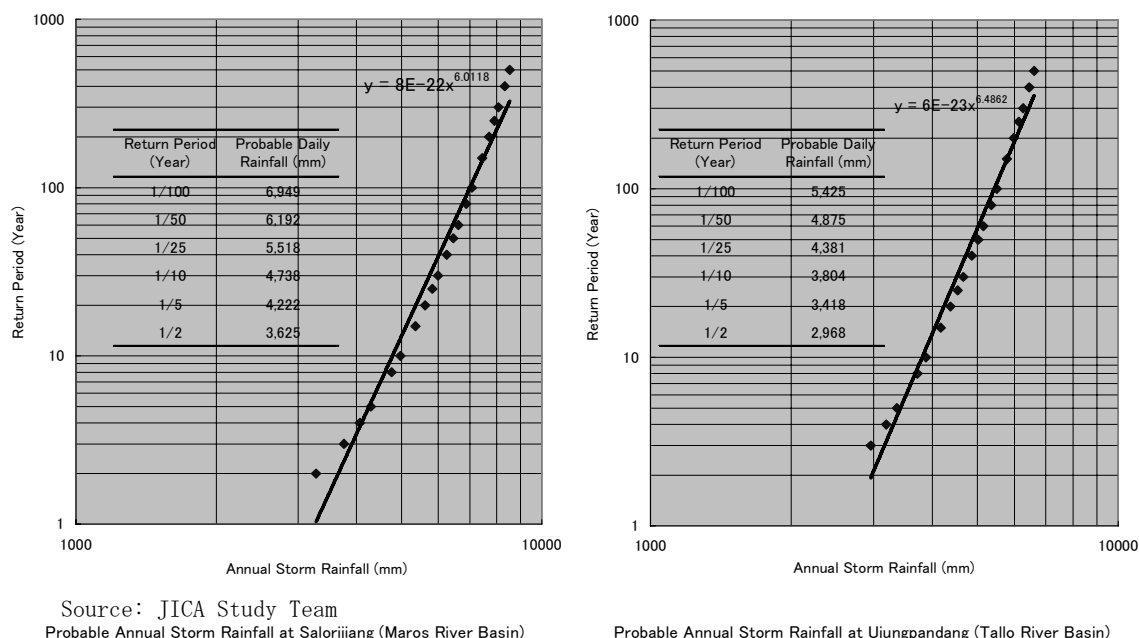 1000
y = 8E-22x^6.0118
Return Period (Year) Probable Daily Rainfall (mm)
1/100 6,949
1/50 6,192
1/25 5,518
1/10 4,738
1/5 4,222
1/2 3,625
100
10
1
Return Period (Year)
1000 10000
Annual Storm Rainfall (mm)
1000
y = 6E-23x^6.4862
Return Period (Year) Probable Daily Rainfall (mm)
1/100 5,425
1/50 4,875
1/25 4,381
1/10 3,804
1/5 3,418
1/2 2,968
100
10
1
Return Period (Year)
1000 10000
Annual Storm Rainfall (mm)
Source: JICA Study Team
Probable Annual Storm Rainfall at Salorijiang (Maros River Basin)
Probable Annual Storm Rainfall at Ujungpandang (Tallo River Basin)